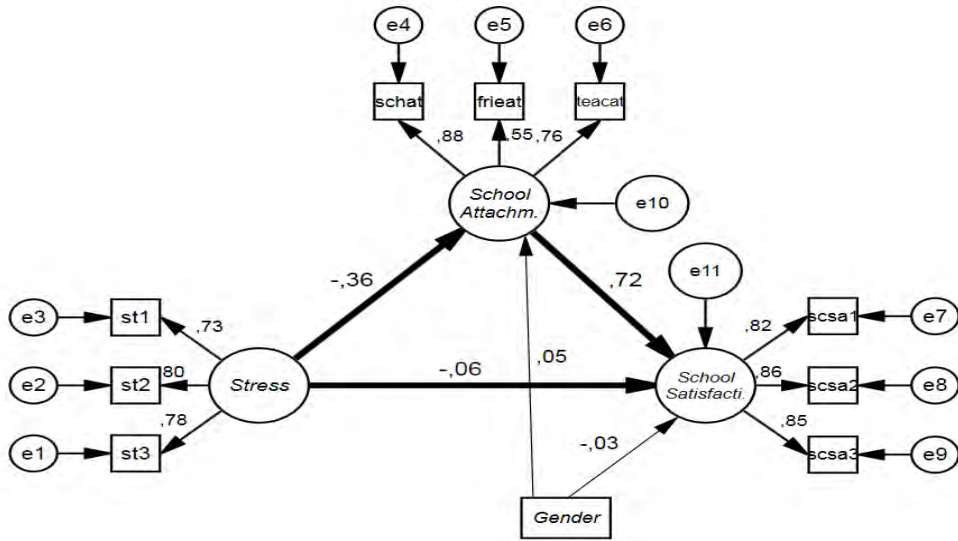 e4
e5
e6
schat
frieat
teacat
,88
,55
,76
School
Attachm.
e10
e11
-,36
,72
e3
st1
,73
e2
st2
80
Stress
e1
st3
,78
-,06
,05
-,03
School
Satisfacti.
,82
scsa1
e7
,86
scsa2
e8
,85
scsa3
e9
Gender